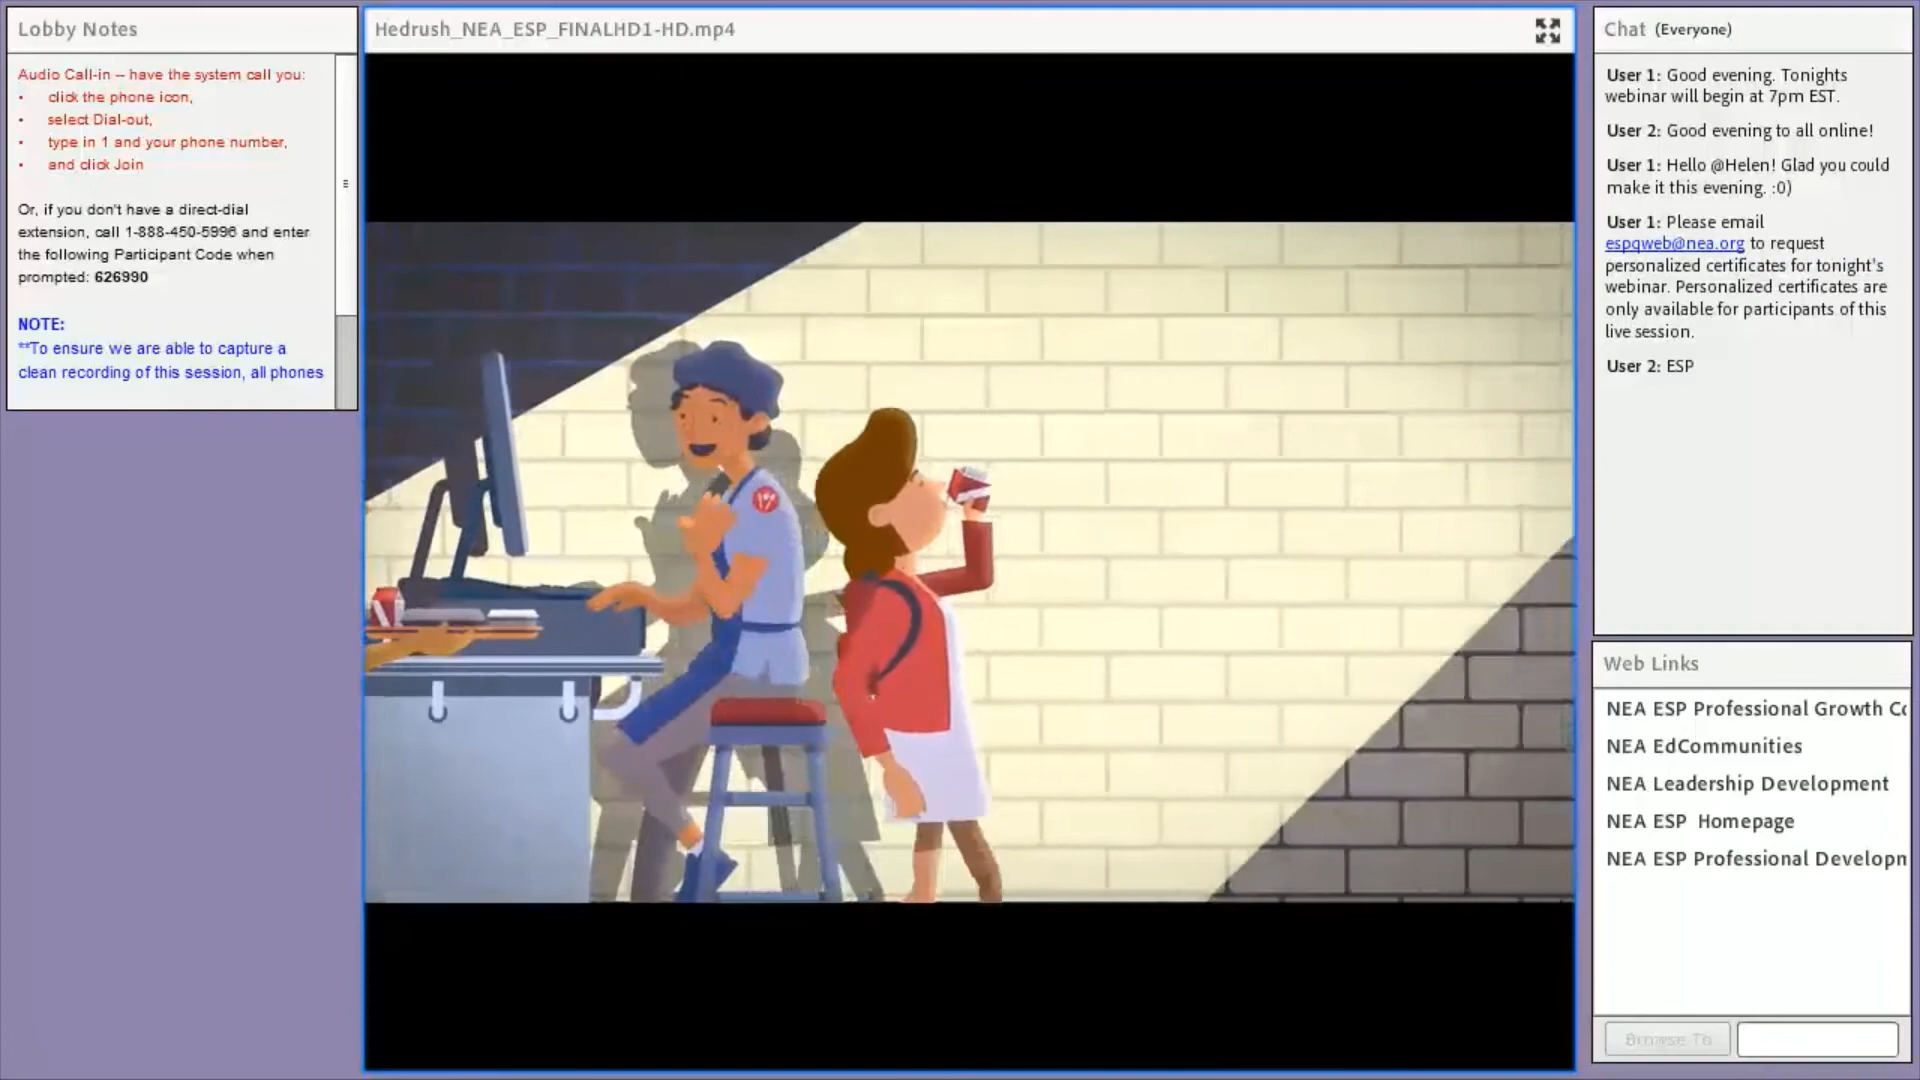 Lobby Notes
Audio Call-in – have the system call you:
• click the phone icon,
• select Dial-out,
• type in 1 and your phone number,
• and click Join
Or, if you don't have a direct-dial
extension, call 1-888-450-5996 and enter
the following Participant Code when
prompted: 626990
NOTE:
**To ensure we are able to capture a
clean recording of this session, all phones
Hedrush_NEA_ESP_FINALHD1-HD.mp4
Chat (Everyone)
User 1: Good evening. Tonights
webinar will begin at 7pm EST.
User 2: Good evening to all online!
User 1: Hello @Helen! Glad you could
make it this evening. :0)
User 1: Please email
espqweb@nea.org to request
personalized certificates for tonight's
webinar. Personalized certificates are
only available for participants of this
live session.
User 2: ESP
Web Links
NEA ESP Professional Growth Co
NEA EdCommunities
NEA Leadership Development
NEA ESP Homepage
NEA ESP Professional Developm
Browse To